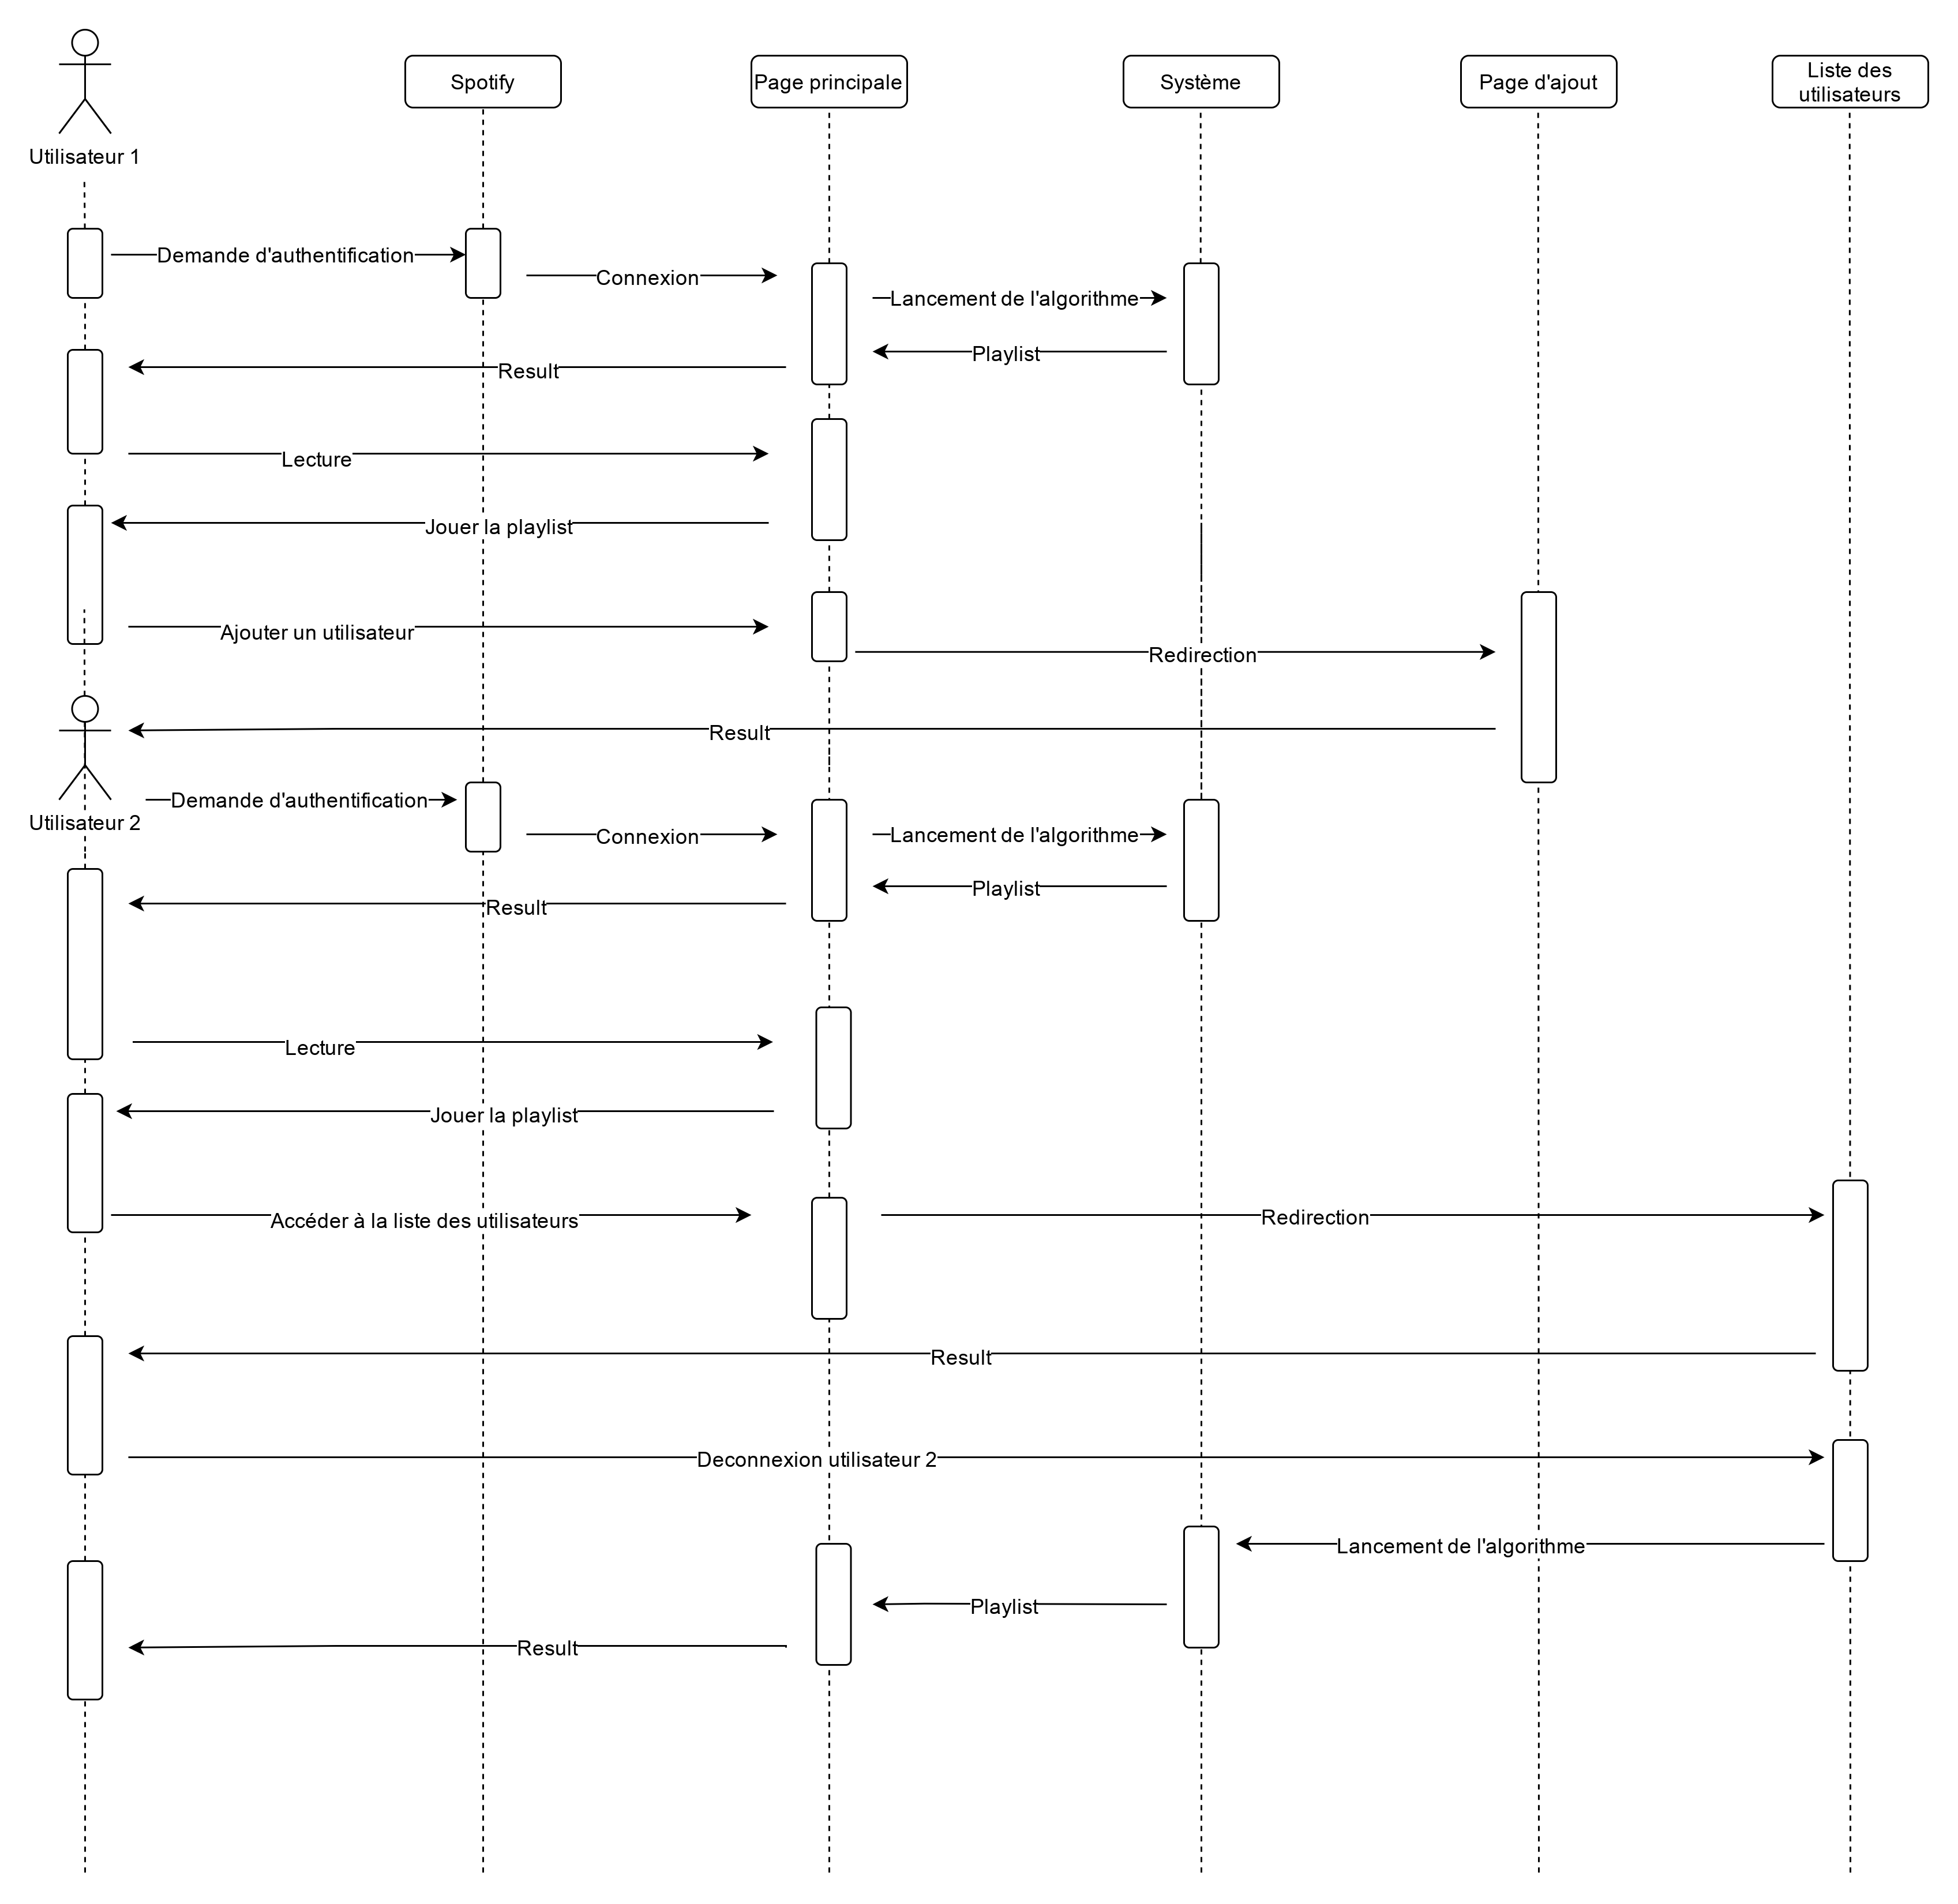 Spotify
Page principale
Système
Page d'ajout
Liste des
utilisateurs
Utilisateur 1
Demande d'authentification
Connexion
Lancement de l'algorithme
Playlist
Result
Lecture
Jouer la playlist
Ajouter un utilisateur
Redirection
Result
Demande d'authentification
Utilisateur 2
Connexion
Lancement de l'algorithme
Playlist
Result
Lecture
Jouer la playlist
Accéder à la liste des utilisateurs
Redirection
Result
Deconnexion utilisateur 2
Lancement de l'algorithme
Playlist
Result